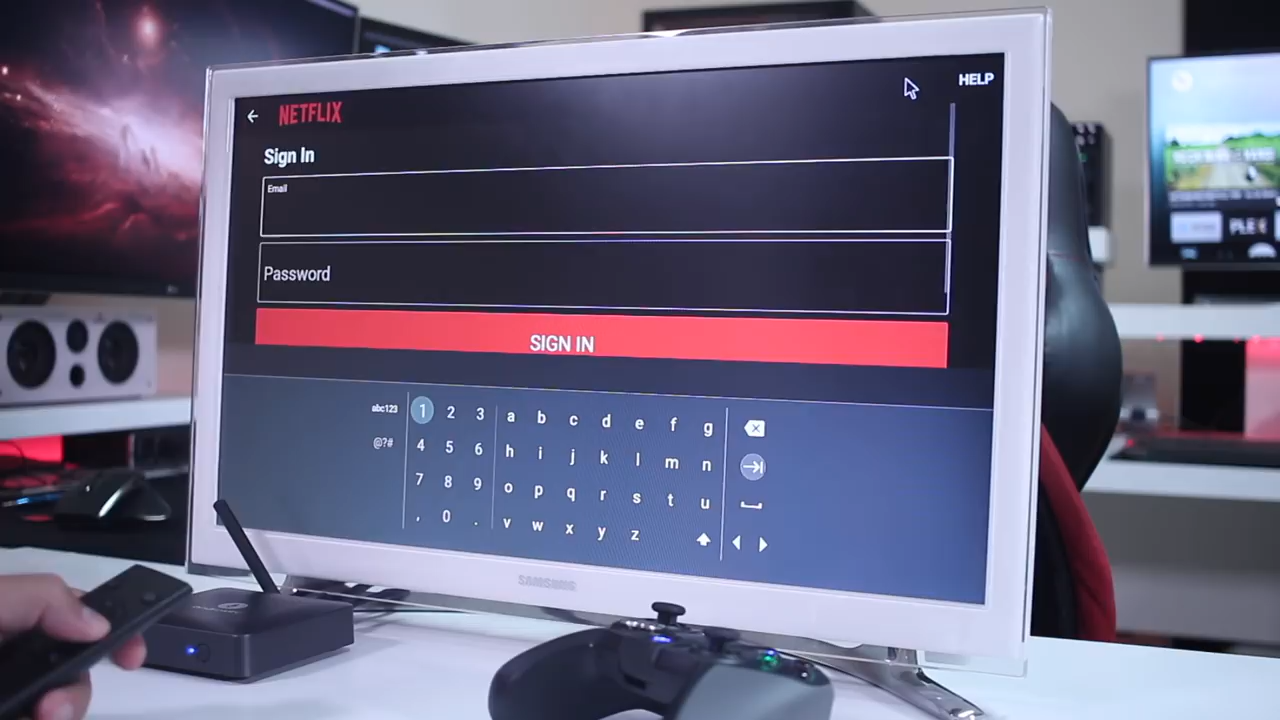 HELP
NETFLIX
Sign In
Email
Password
SIGN IN
abc123 1 2 3 a b c d e f g
@?# 4 5 6 h i j k l m n
7 8 9 o p q r s t u
, 0 . v w x y z
SAMSUNG